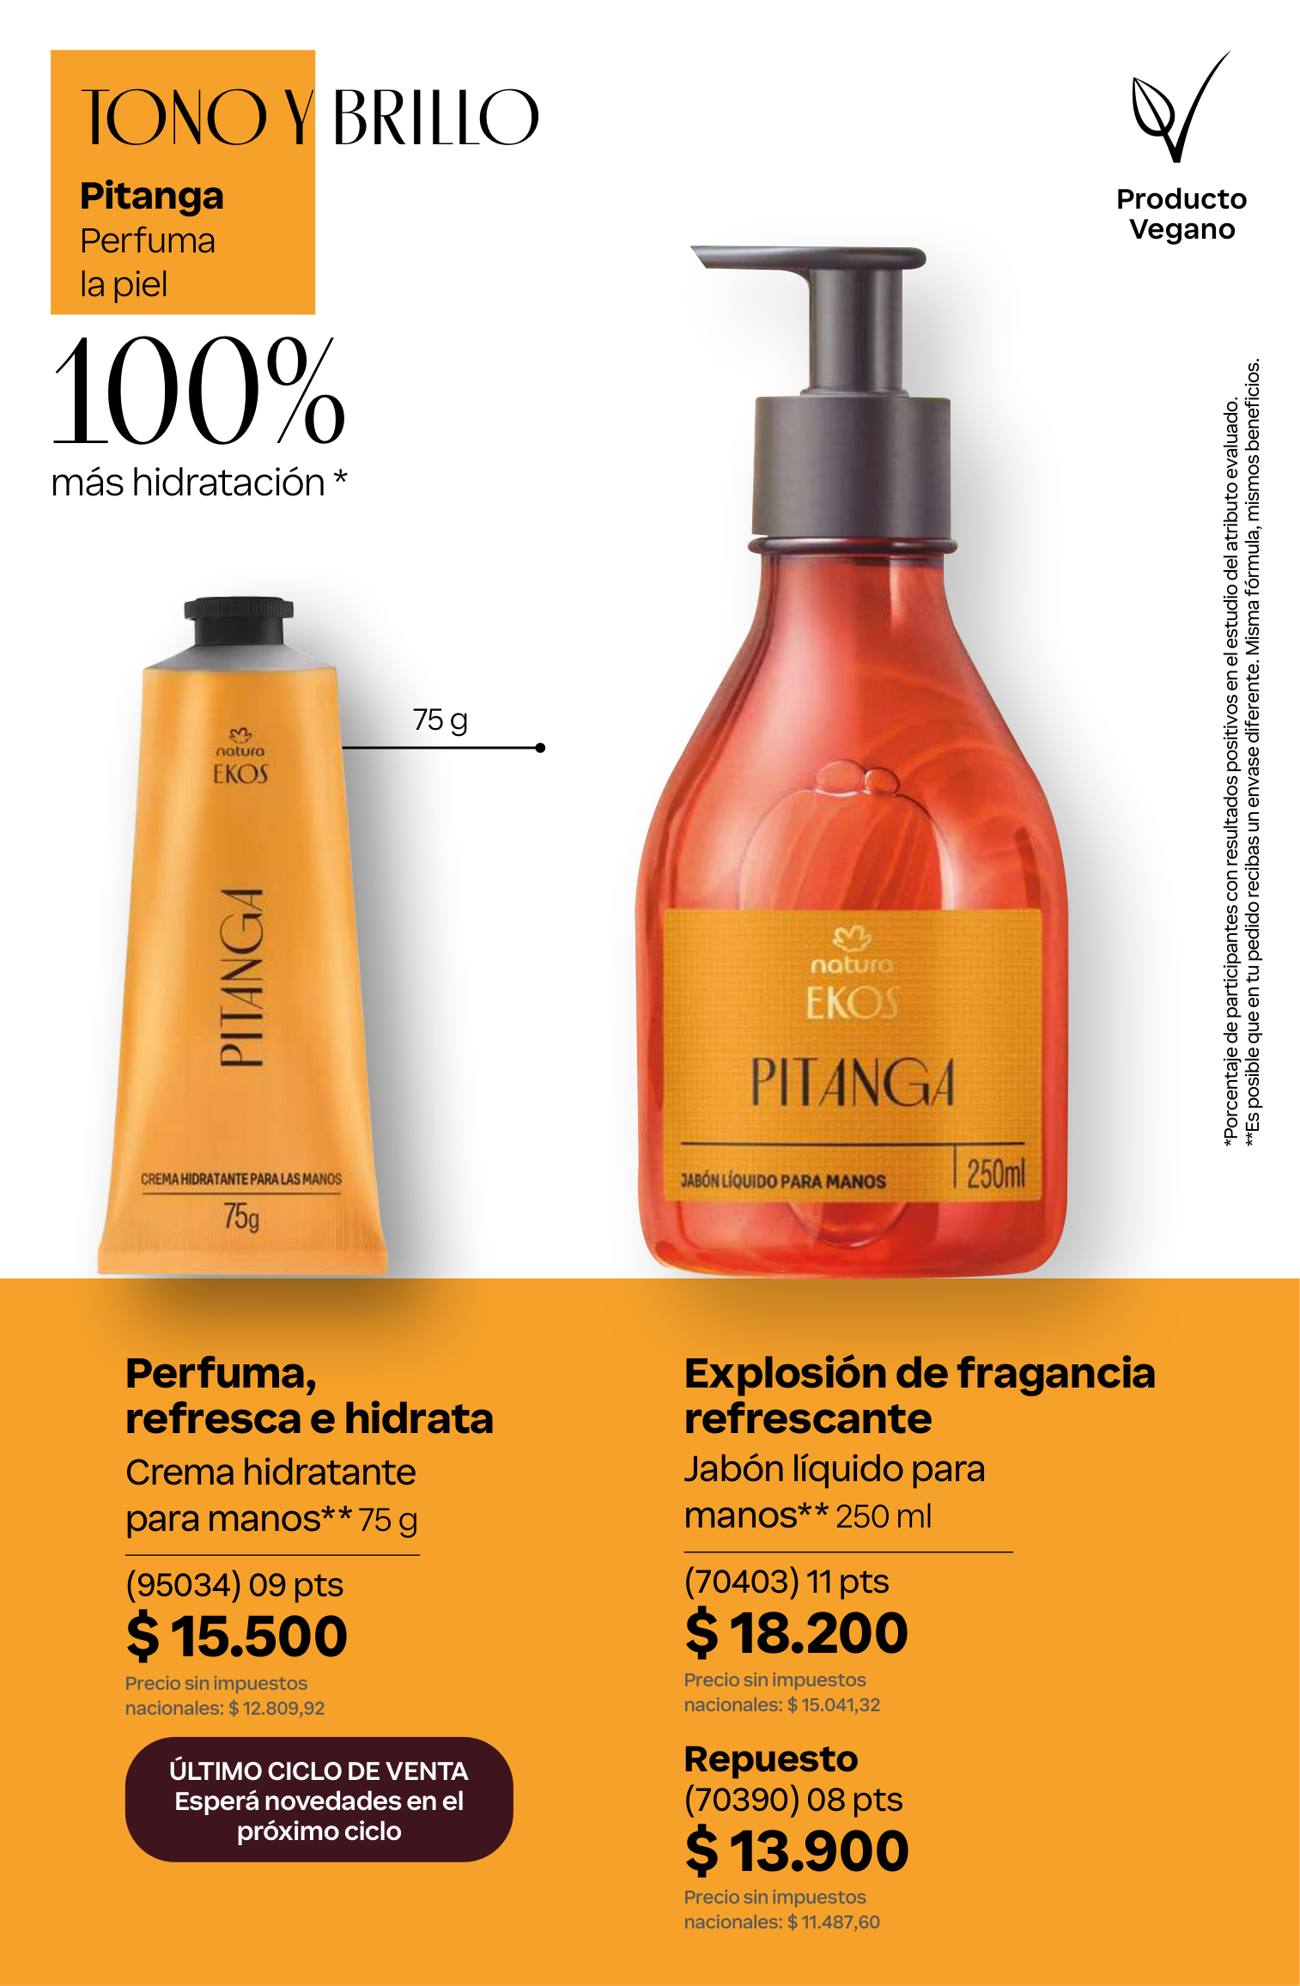 TONO Y BRILLO
Pitanga
Perfuma
la piel
100%
más hidratación *
Producto
Vegano
*Porcentaje de participantes con resultados positivos en el estudio del atributo evaluado.
**Es posible que en tu pedido recibas un envase diferente. Misma fórmula, mismos beneficios.
75 g
natura
EKOS
PITANGA
CREMA HIDRATANTE PARA LAS MANOS
75g
natura
EKOS
PITANGA
JABÓN LÍQUIDO PARA MANOS
250ml
Perfuma,
refresca e hidrata
Crema hidratante
para manos** 75 g
(95034) 09 pts
$ 15.500
Precio sin impuestos
nacionales: $ 12.809,92
ÚLTIMO CICLO DE VENTA
Esperá novedades en el
próximo ciclo
Explosión de fragancia
refrescante
Jabón líquido para
manos** 250 ml
(70403) 11 pts
$ 18.200
Precio sin impuestos
nacionales: $ 15.041,32
Repuesto
(70390) 08 pts
$ 13.900
Precio sin impuestos
nacionales: $ 11.487,60